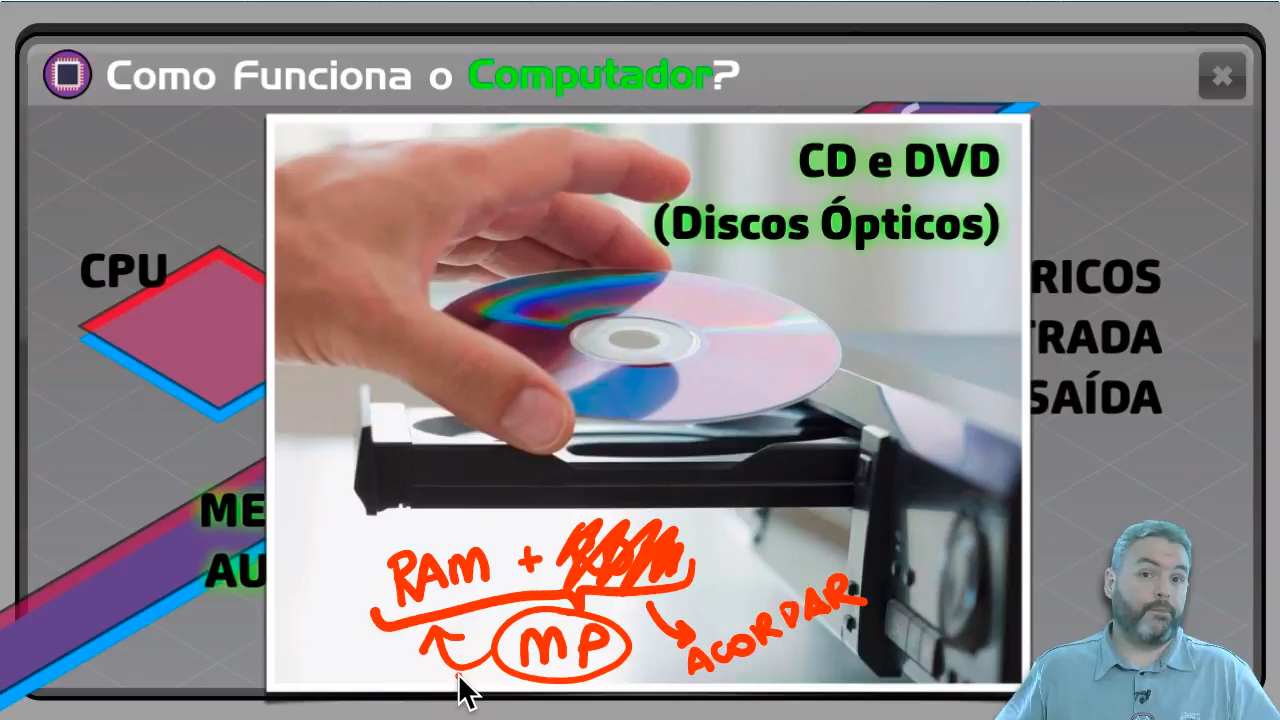 Como Funciona o Computador?
CD e DVD
(Discos Ópticos)
CPU
RICOS
TRADA
SAÍDA
ME
AU
RAM +
MP
ACORDAR